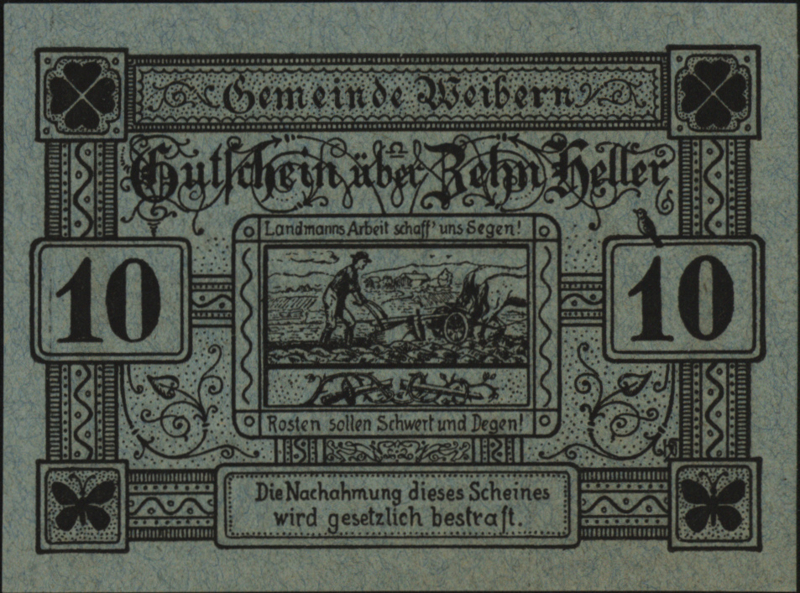 Gemeinde Weibern
Gutschein über Zehn Heller
Landmanns Arbeit schaff' uns Segen!
10
10
Rosten sollen Schwert und Degen!
Die Nachahmung dieses Scheines
wird gesetzlich bestraft.